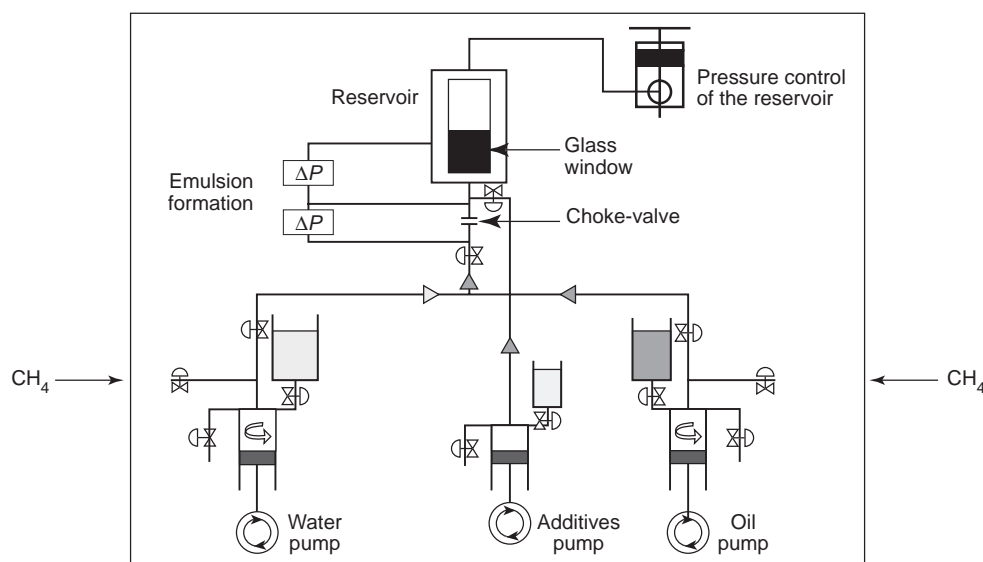 Reservoir
Pressure control
of the reservoir
Glass
window
ΔP
Emulsion
formation
ΔP
Choke-valve
CH₄
CH₄
Water
pump
Additives
pump
Oil
pump